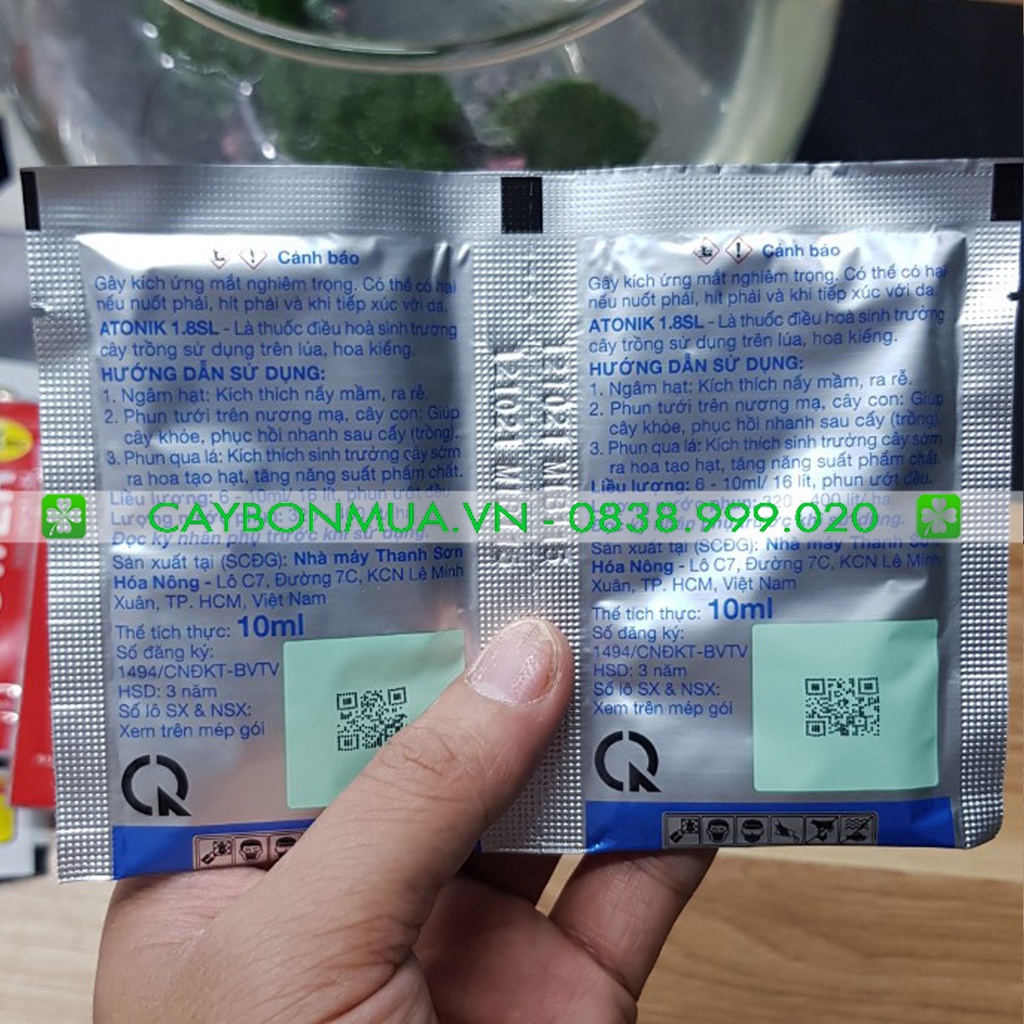 Cảnh báo
Gây kích ứng mắt nghiêm trọng. Có thể có hại
nếu nuốt phải, hít phải và khi tiếp xúc với da.
ATONIK 1.8SL - Là thuốc điều hoà sinh trưởng
cây trồng sử dụng trên lúa, hoa kiểng.
HƯỚNG DẪN SỬ DỤNG:
1. Ngâm hạt: Kích thích nẩy mầm, ra rễ.
2. Phun tưới trên nương mạ, cây con: Giúp
cây khỏe, phục hồi nhanh sau cấy (trồng).
3. Phun qua lá: Kích thích sinh trưởng cây sớm
ra hoa tạo hạt, tăng năng suất phẩm chất.
Liều lượng: 6 - 10ml/ 16 lít, phun ướt đều.
Đọc kỹ nhãn phụ trước khi sử dụng.
Sản xuất tại (SCĐG): Nhà máy Thanh Sơn
Hóa Nông - Lô C7, Đường 7C, KCN Lê Minh
Xuân, TP. HCM, Việt Nam
Thể tích thực: 10ml
Số đăng ký:
1494/CNĐKT-BVTV
HSD: 3 năm
Số lô SX & NSX:
Xem trên mép gói
Cảnh báo
Gây kích ứng mắt nghiêm trọng. Có thể có hại
nếu nuốt phải, hít phải và khi tiếp xúc với da.
ATONIK 1.8SL - Là thuốc điều hoà sinh trưởng
cây trồng sử dụng trên lúa, hoa kiểng.
HƯỚNG DẪN SỬ DỤNG:
1. Ngâm hạt: Kích thích nẩy mầm, ra rễ.
2. Phun tưới trên nương mạ, cây con: Giúp
cây khỏe, phục hồi nhanh sau cấy (trồng).
3. Phun qua lá: Kích thích sinh trưởng cây sớm
ra hoa tạo hạt, tăng năng suất phẩm chất.
Liều lượng: 6 - 10ml/ 16 lít, phun ướt đều.
CAYBONMUA.VN - 0838.999.020
Sản xuất tại (SCĐG): Nhà máy Thanh Sơn
Hóa Nông - Lô C7, Đường 7C, KCN Lê Minh
Xuân, TP. HCM, Việt Nam
Thể tích thực: 10ml
Số đăng ký:
1494/CNĐKT-BVTV
HSD: 3 năm
Số lô SX & NSX:
Xem trên mép gói